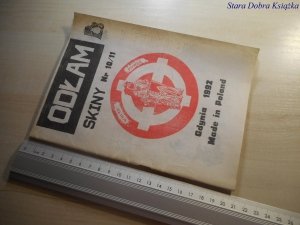 Stara Dobra Książka
ODŁAM
SKINY Nr 10/11
Gdynia 1992
Made in Poland